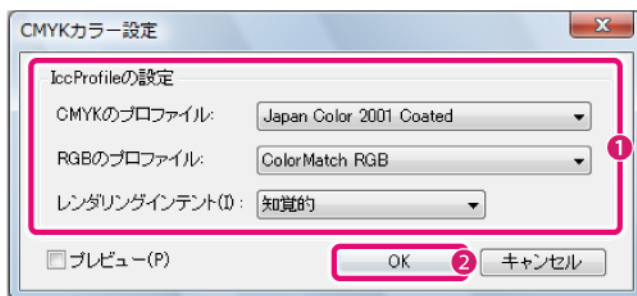 CMYKカラー設定
IccProfileの設定
CMYKのプロファイル: Japan Color 2001 Coated
RGBのプロファイル: ColorMatch RGB
1
レンダリングインテント(I): 知覚的
プレビュー(P) OK 2 キャンセル